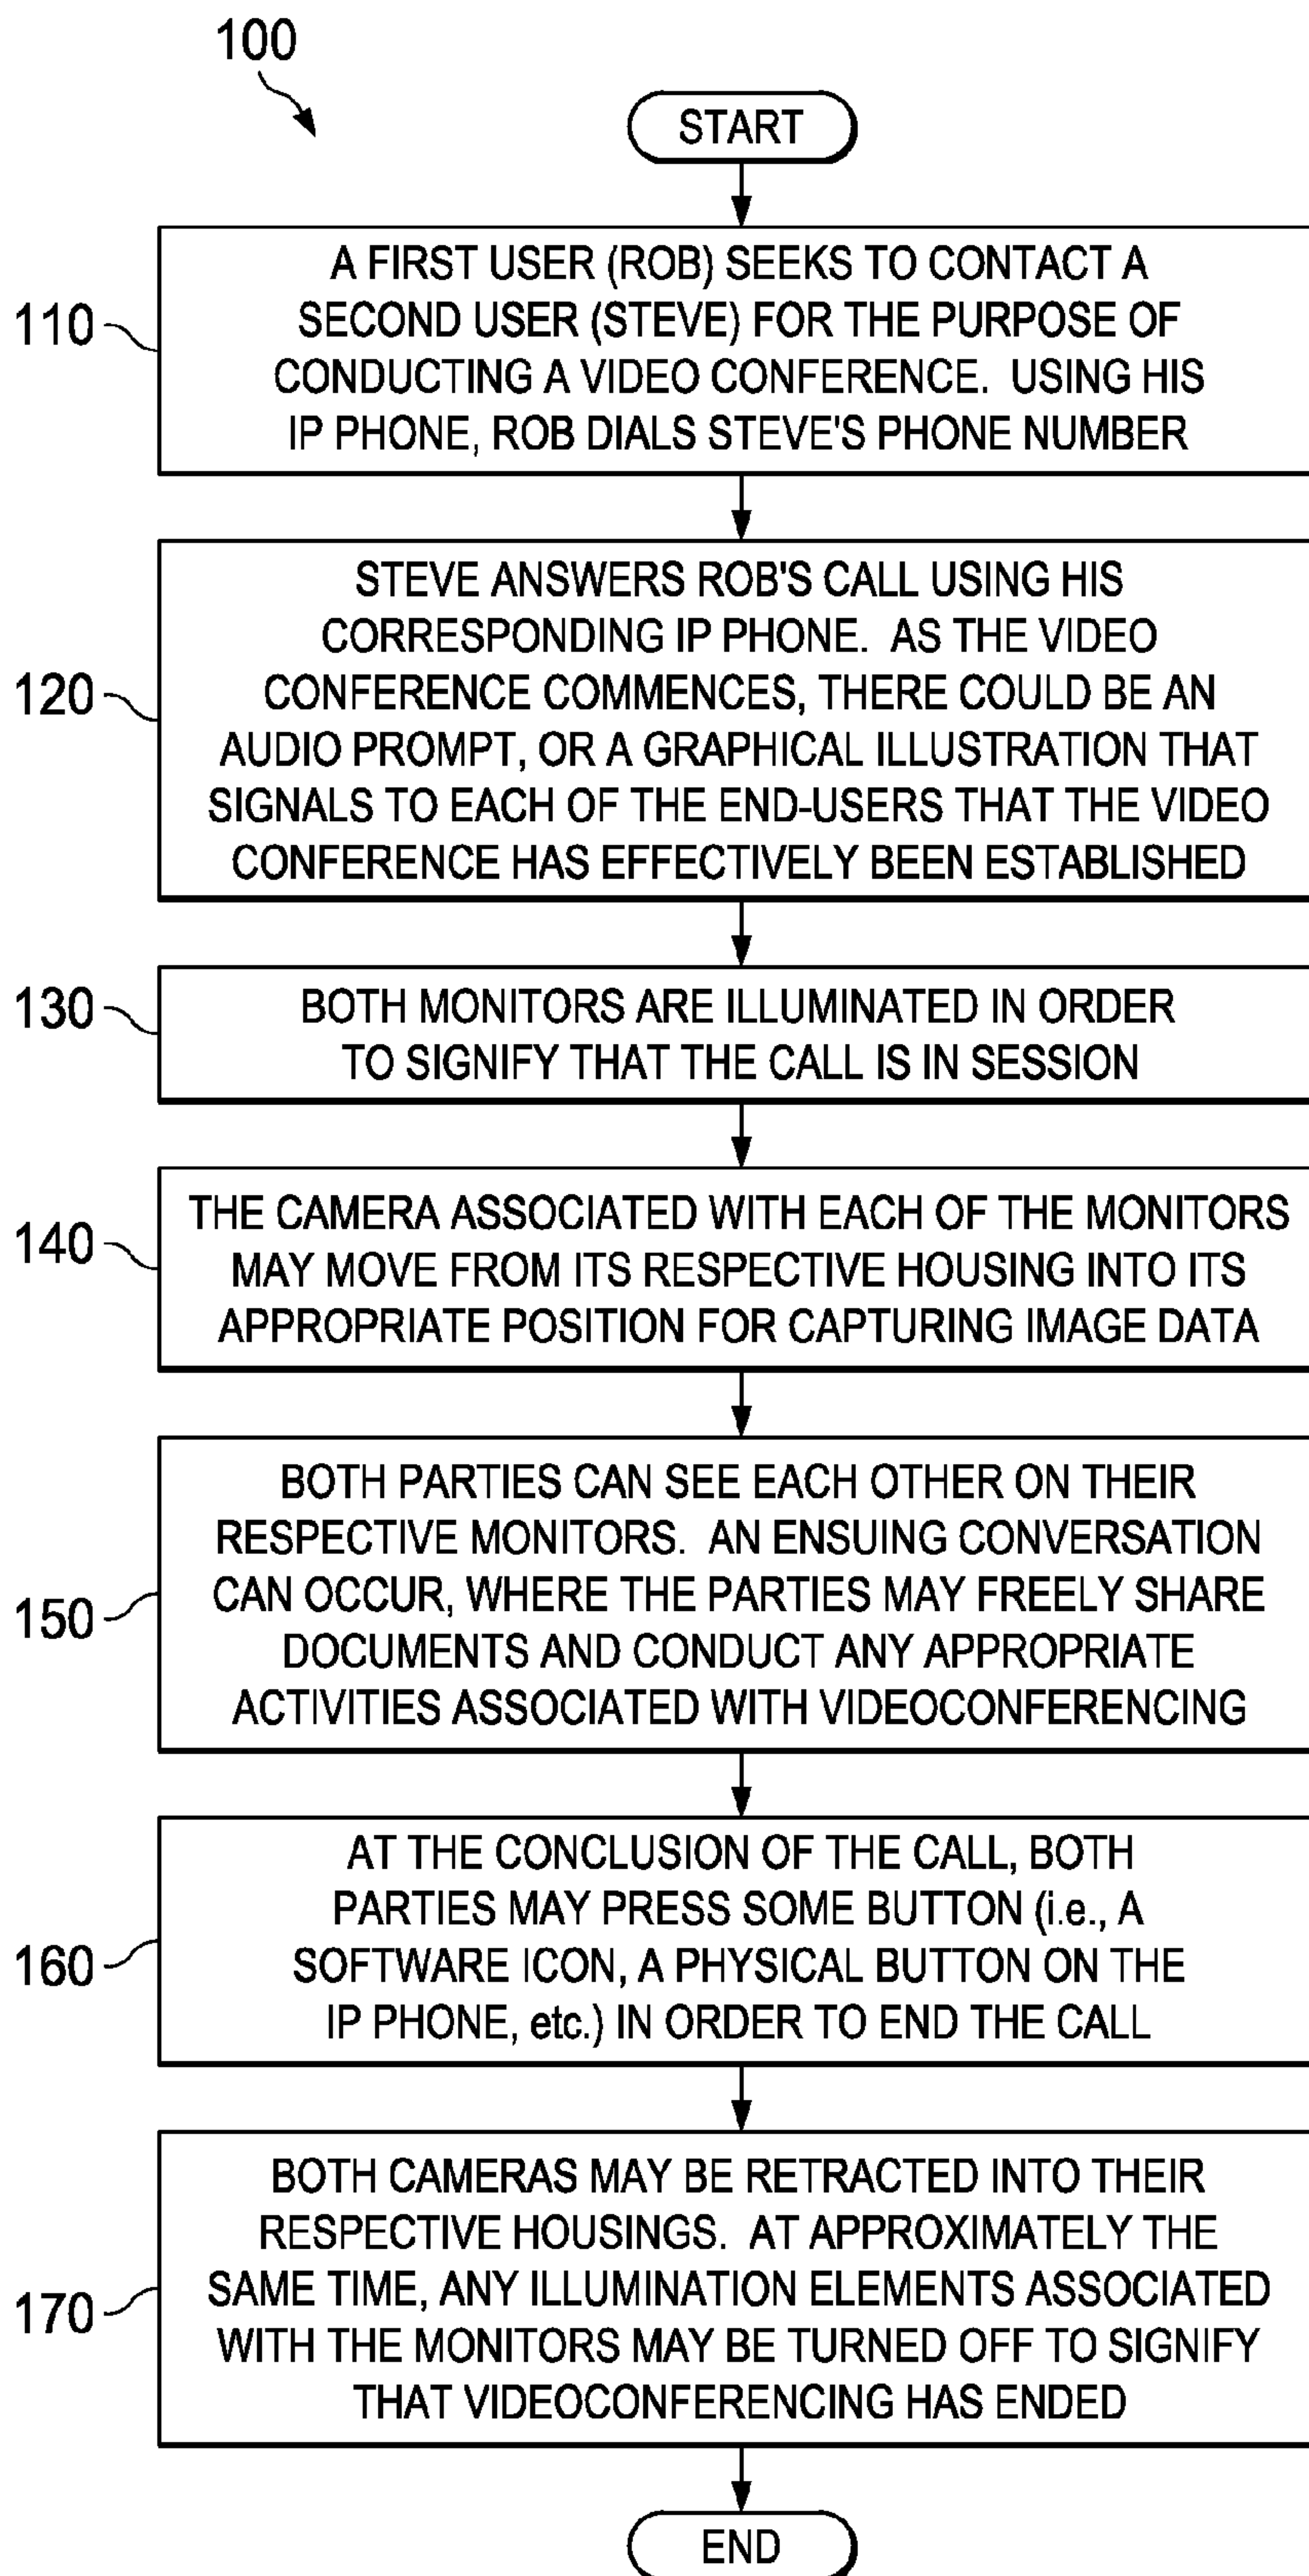 100
START
110
A FIRST USER (ROB) SEEKS TO CONTACT A
SECOND USER (STEVE) FOR THE PURPOSE OF
CONDUCTING A VIDEO CONFERENCE. USING HIS
IP PHONE, ROB DIALS STEVE'S PHONE NUMBER
120
STEVE ANSWERS ROB'S CALL USING HIS
CORRESPONDING IP PHONE. AS THE VIDEO
CONFERENCE COMMENCES, THERE COULD BE AN
AUDIO PROMPT, OR A GRAPHICAL ILLUSTRATION THAT
SIGNALS TO EACH OF THE END-USERS THAT THE VIDEO
CONFERENCE HAS EFFECTIVELY BEEN ESTABLISHED
130
BOTH MONITORS ARE ILLUMINATED IN ORDER
TO SIGNIFY THAT THE CALL IS IN SESSION
140
THE CAMERA ASSOCIATED WITH EACH OF THE MONITORS
MAY MOVE FROM ITS RESPECTIVE HOUSING INTO ITS
APPROPRIATE POSITION FOR CAPTURING IMAGE DATA
150
BOTH PARTIES CAN SEE EACH OTHER ON THEIR
RESPECTIVE MONITORS. AN ENSUING CONVERSATION
CAN OCCUR, WHERE THE PARTIES MAY FREELY SHARE
DOCUMENTS AND CONDUCT ANY APPROPRIATE
ACTIVITIES ASSOCIATED WITH VIDEOCONFERENCING
160
AT THE CONCLUSION OF THE CALL, BOTH
PARTIES MAY PRESS SOME BUTTON (i.e., A
SOFTWARE ICON, A PHYSICAL BUTTON ON THE
IP PHONE, etc.) IN ORDER TO END THE CALL
170
BOTH CAMERAS MAY BE RETRACTED INTO THEIR
RESPECTIVE HOUSINGS. AT APPROXIMATELY THE
SAME TIME, ANY ILLUMINATION ELEMENTS ASSOCIATED
WITH THE MONITORS MAY BE TURNED OFF TO SIGNIFY
THAT VIDEOCONFERENCING HAS ENDED
END